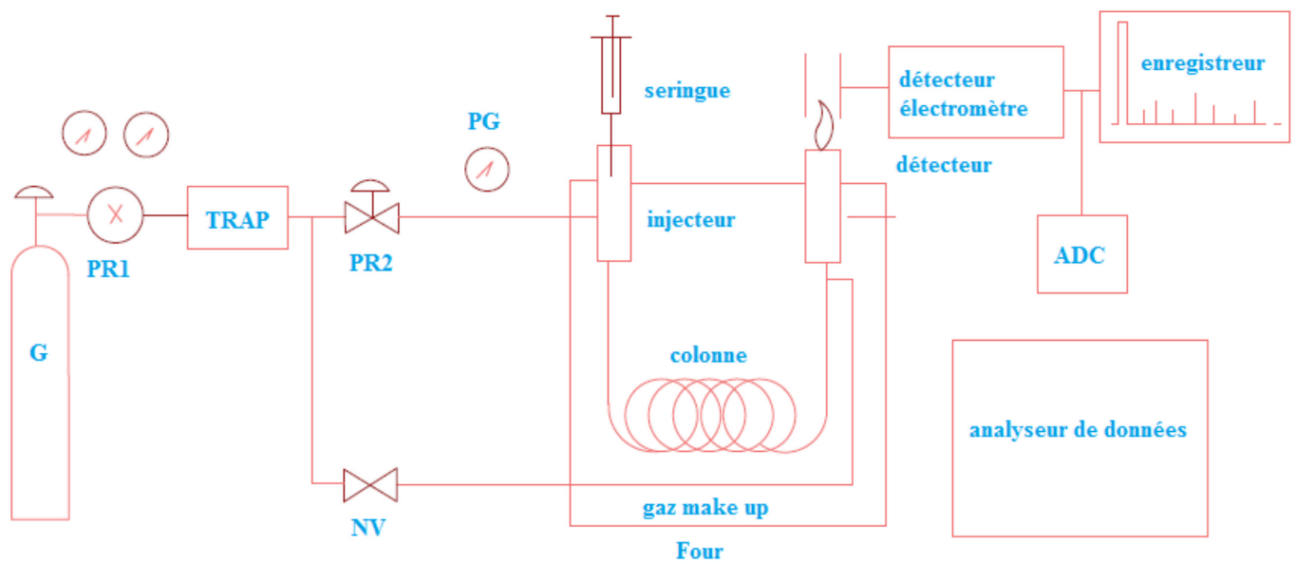 seringue
détecteur
électromètre
enregistreur
PG
détecteur
TRAP
injecteur
PR1
PR2
ADC
G
colonne
analyseur de données
gaz make up
NV
Four